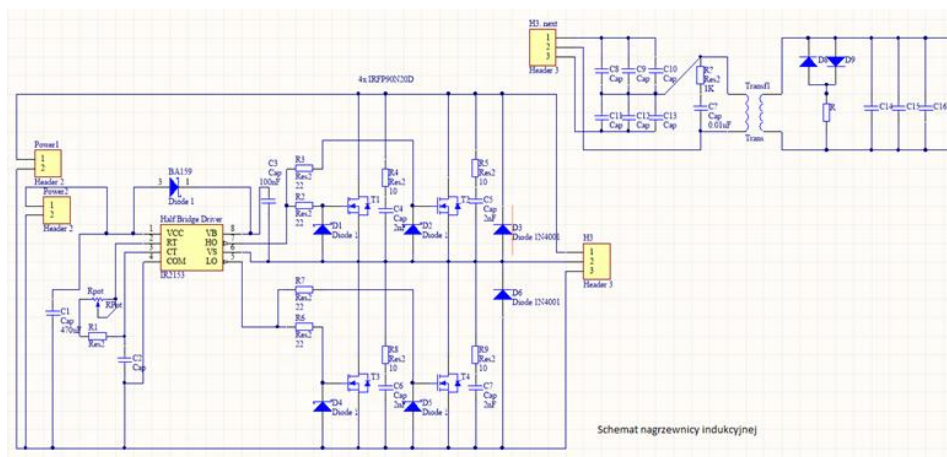 H3. next
1
2
3
Header 3
C8
Cap
C9
Cap
C10
Cap
C11
Cap
C12
Cap
C13
Cap
R?
Res2
1K
C7
Cap
0.01uF
Transf1
Trans
D8
D9
R
C14
C15
C16
4x IRFP90N20D
Power1
1
2
Header 2
Power2
1
2
Header 2
BA159
3
1
Diode 1
C3
Cap
100nF
Half Bridge Driver
1
2
3
4
VCC
RT
CT
COM
VB
HO
VS
LO
8
7
6
5
IR2153
Rpot
RPot
R1
Res2
C1
Cap
470uF
C2
Cap
R3
Res2
22
R2
Res2
22
D1
Diode 1
T1
R4
Res2
10
C4
Cap
2nF
D2
Diode 1
R5
Res2
10
C5
Cap
2nF
D3
Diode 1N4001
H3
1
2
3
Header 3
D6
Diode 1N4001
R7
Res2
22
R6
Res2
22
D4
Diode 1
T3
R8
Res2
10
C6
Cap
2nF
D5
Diode 1
T4
R9
Res2
10
C7
Cap
2nF
Schemat nagrzewnicy indukcyjnej